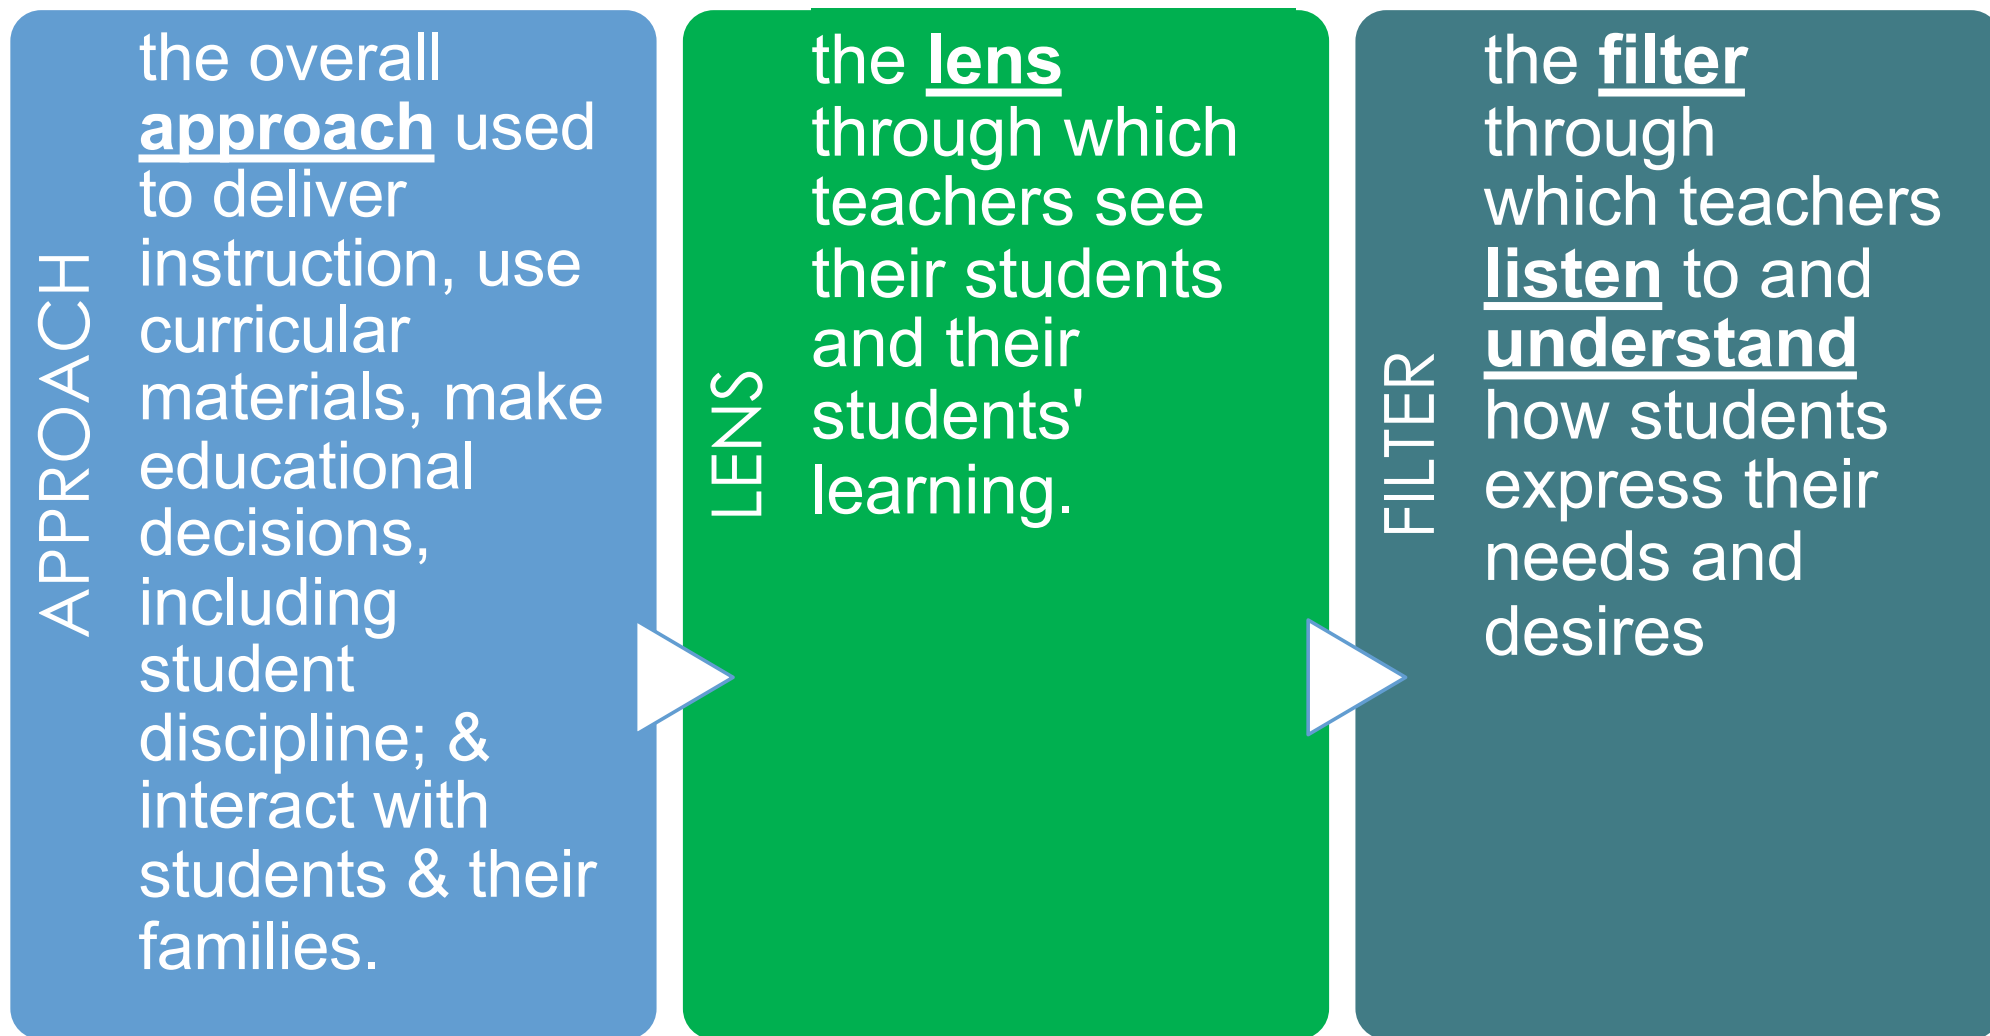 APPROACH
the overall
approach used
to deliver
instruction, use
curricular
materials, make
educational
decisions,
including
student
discipline; &
interact with
students & their
families.
LENS
the lens
through which
teachers see
their students
and their
students'
learning.
FILTER
the filter
through
which teachers
listen to and
understand
how students
express their
needs and
desires